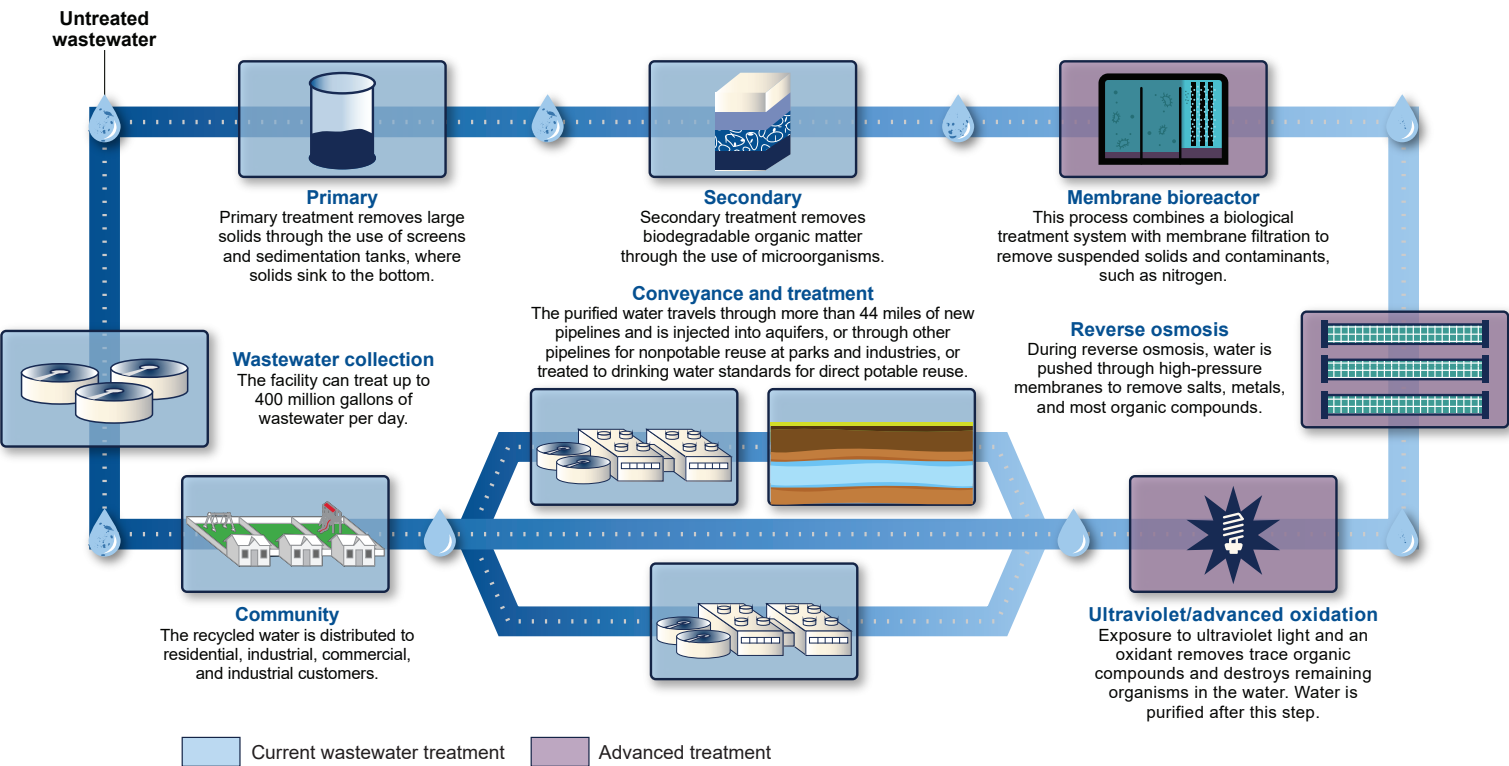 Untreated
wastewater
Primary
Primary treatment removes large
solids through the use of screens
and sedimentation tanks, where
solids sink to the bottom.
Secondary
Secondary treatment removes
biodegradable organic matter
through the use of microorganisms.
Membrane bioreactor
This process combines a biological
treatment system with membrane filtration to
remove suspended solids and contaminants,
such as nitrogen.
Wastewater collection
The facility can treat up to
400 million gallons of
wastewater per day.
Conveyance and treatment
The purified water travels through more than 44 miles of new
pipelines and is injected into aquifers, or through other
pipelines for nonpotable reuse at parks and industries, or
treated to drinking water standards for direct potable reuse.
Reverse osmosis
During reverse osmosis, water is
pushed through high-pressure
membranes to remove salts, metals,
and most organic compounds.
Community
The recycled water is distributed to
residential, industrial, commercial,
and industrial customers.
Ultraviolet/advanced oxidation
Exposure to ultraviolet light and an
oxidant removes trace organic
compounds and destroys remaining
organisms in the water. Water is
purified after this step.
Current wastewater treatment
Advanced treatment